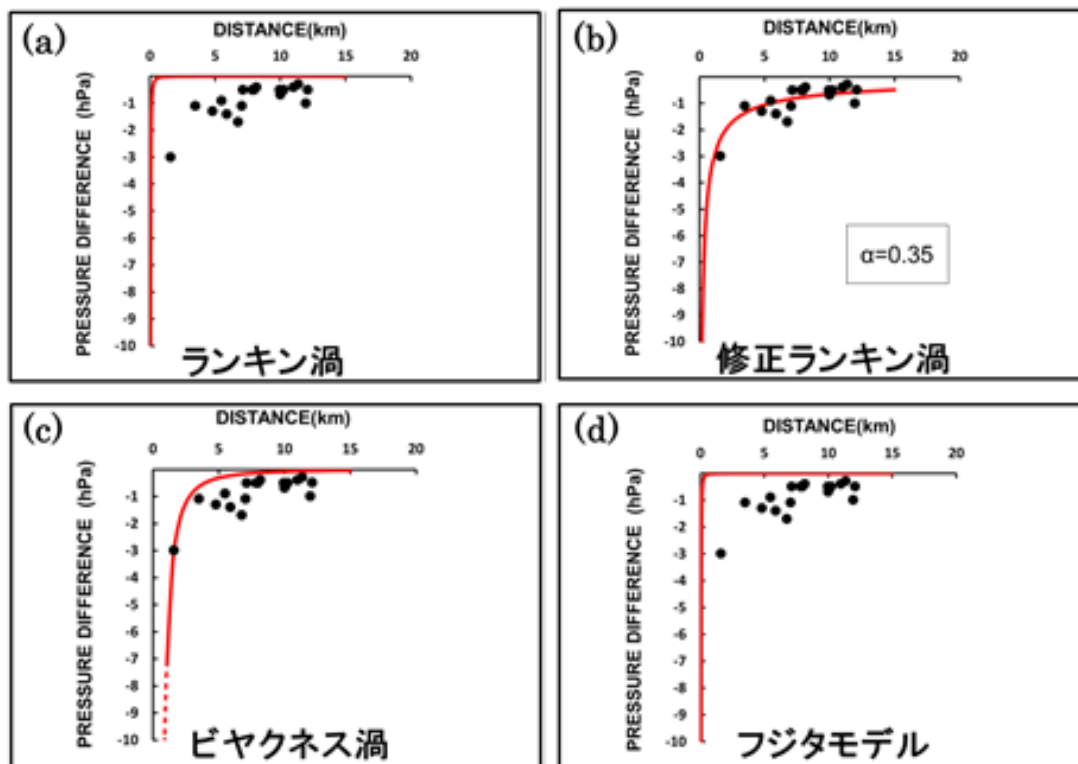 (a)
DISTANCE(km)
0 5 10 15 20
PRESSURE DIFFERENCE (hPa)
-1
-2
-3
-4
-5
-6
-7
-8
-9
-10
ランキン渦
(b)
DISTANCE(km)
0 5 10 15 20
PRESSURE DIFFERENCE (hPa)
-1
-2
-3
-4
-5
-6
-7
-8
-9
-10
α=0.35
修正ランキン渦
(c)
DISTANCE(km)
0 5 10 15 20
PRESSURE DIFFERENCE (hPa)
-1
-2
-3
-4
-5
-6
-7
-8
-9
-10
ビヤクネス渦
(d)
DISTANCE(km)
0 5 10 15 20
PRESSURE DIFFERENCE (hPa)
-1
-2
-3
-4
-5
-6
-7
-8
-9
-10
フジタモデル